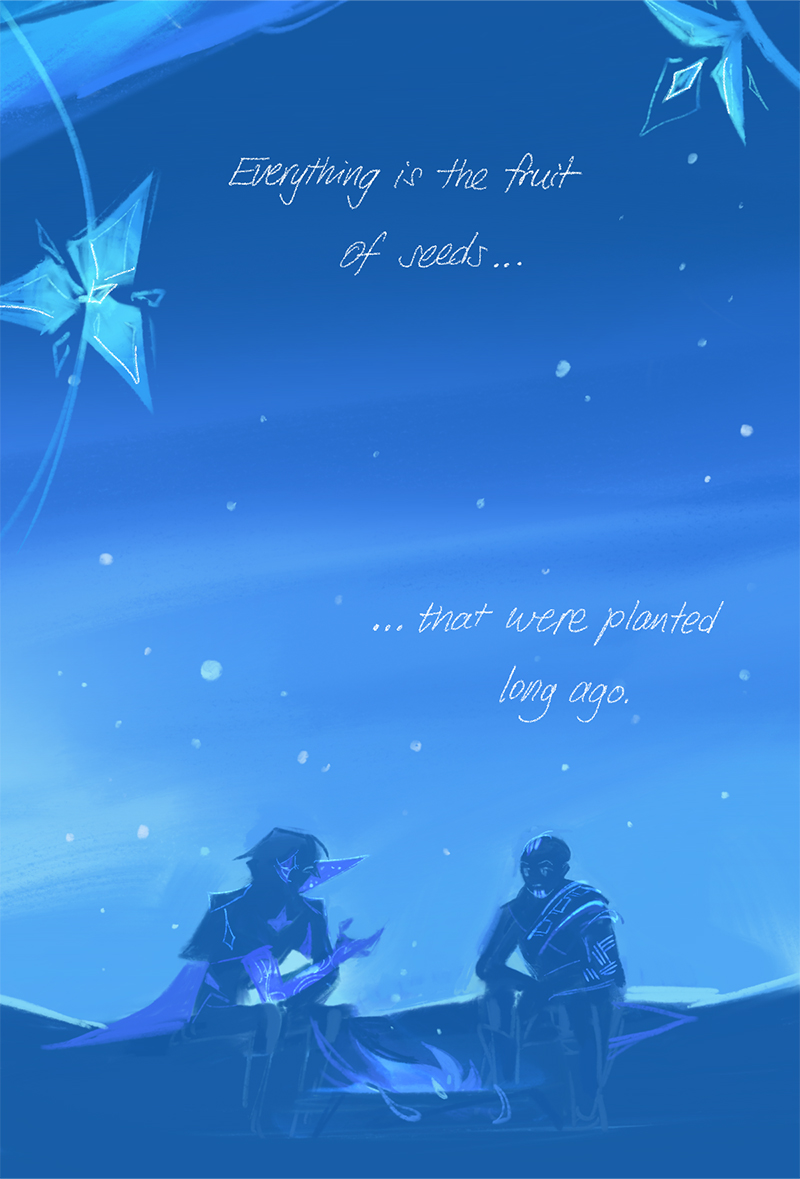 Everything is the fruit
of seeds...
...that were planted
long ago.